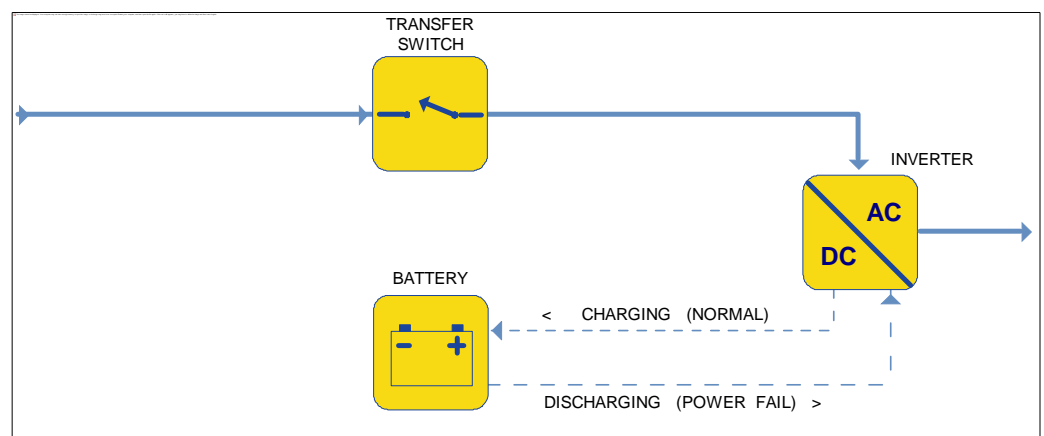 TRANSFER
SWITCH
INVERTER
AC
DC
BATTERY
< CHARGING (NORMAL)
- +
DISCHARGING (POWER FAIL) >